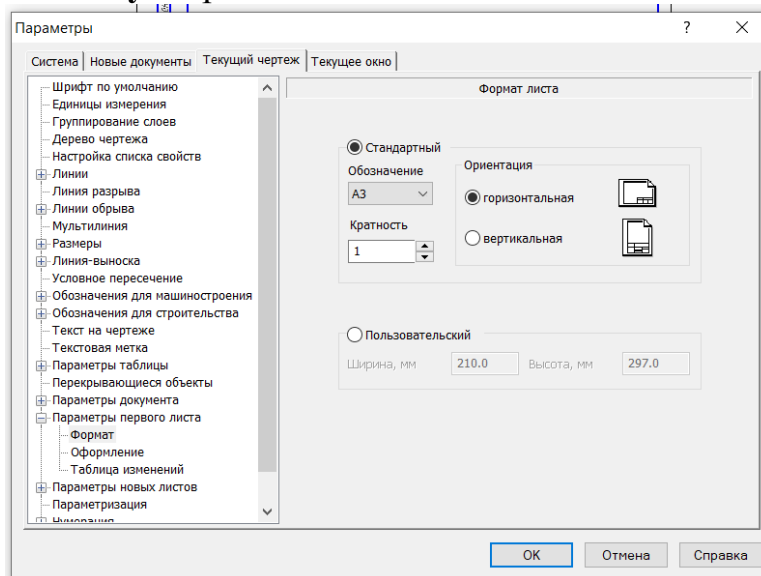 Параметры
?
Система
Новые документы
Текущий чертеж
Текущее окно
Шрифт по умолчанию
Единицы измерения
Группирование слоев
Дерево чертежа
Настройка списка свойств
Линии
Линия разрыва
Линии обрыва
Мультилиния
Размеры
Линия-выноска
Условное пересечение
Обозначения для машиностроения
Обозначения для строительства
Текст на чертеже
Текстовая метка
Параметры таблицы
Перекрывающиеся объекты
Параметры документа
Параметры первого листа
Формат
Оформление
Таблица изменений
Параметры новых листов
Параметризация
Нумерация
Формат листа
Стандартный
Обозначение
A3
Кратность
1
Ориентация
горизонтальная
вертикальная
Пользовательский
Ширина, мм
210.0
Высота, мм
297.0
OK
Отмена
Справка